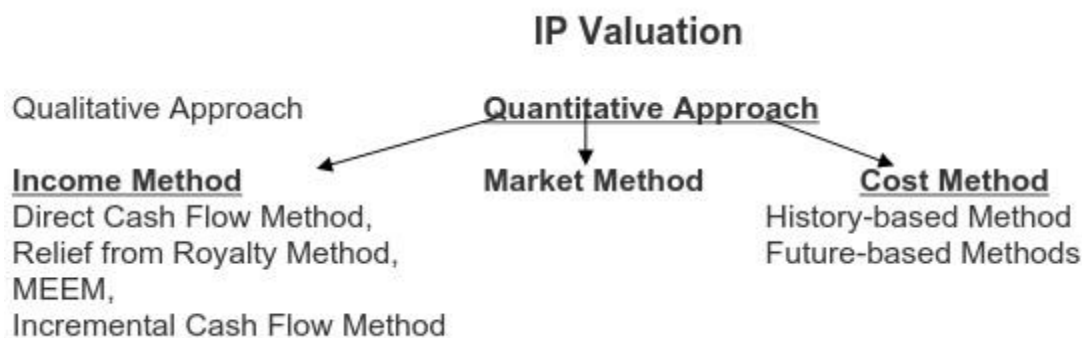 IP Valuation
Qualitative Approach
Quantitative Approach
Income Method
Direct Cash Flow Method,
Relief from Royalty Method,
MEEM,
Incremental Cash Flow Method
Market Method
Cost Method
History-based Method
Future-based Methods